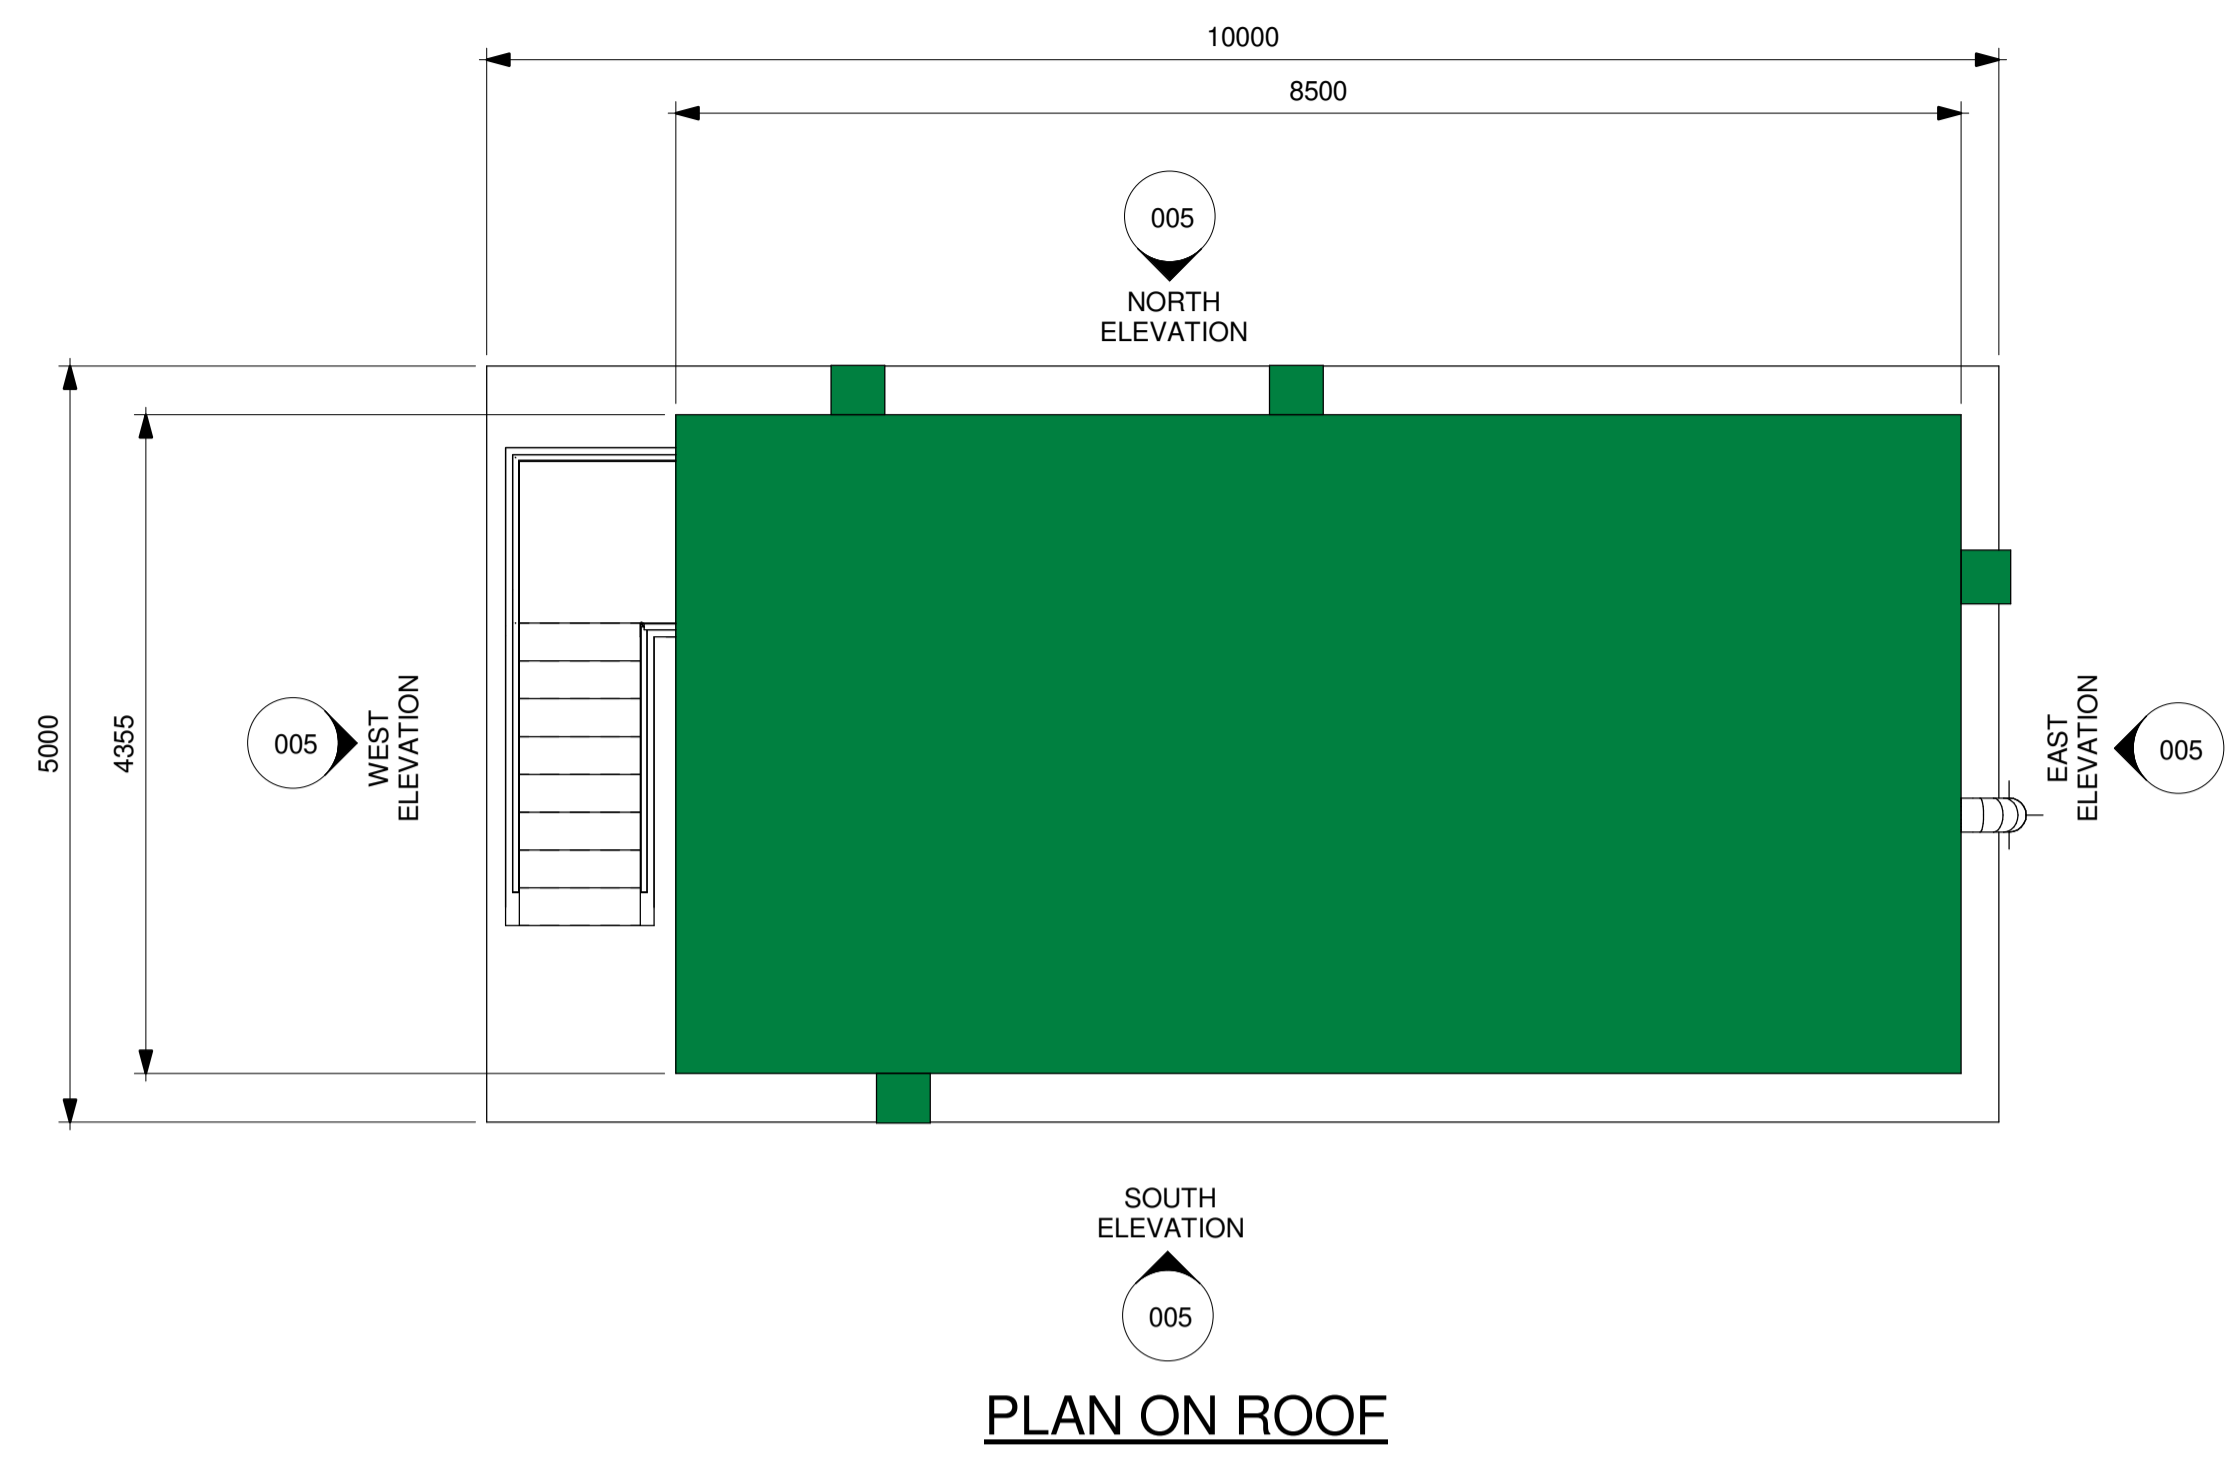 10000
8500
005
NORTH
ELEVATION
5000
4355
005
WEST
ELEVATION
EAST
ELEVATION
005
SOUTH
ELEVATION
005
PLAN ON ROOF